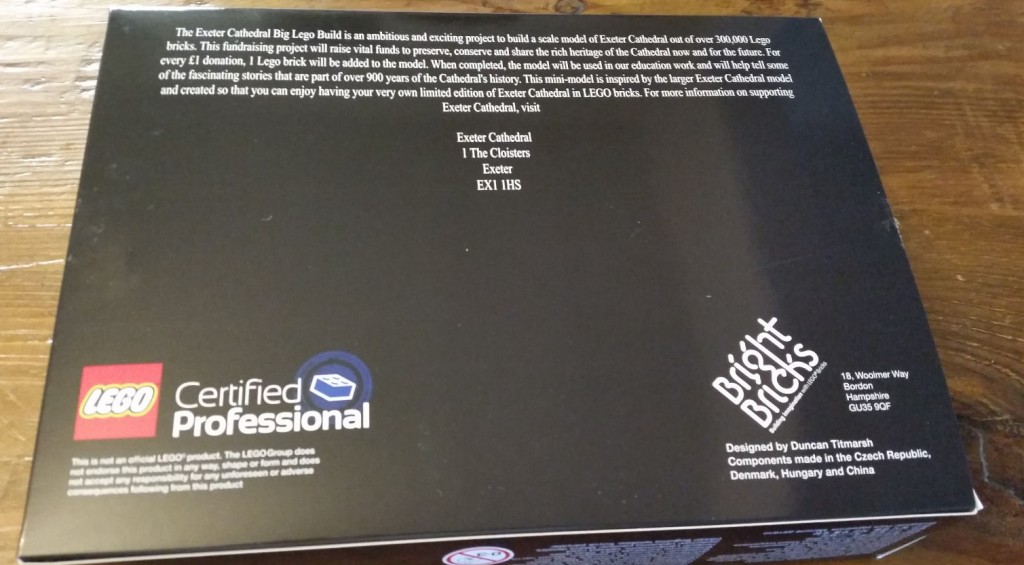 The Exeter Cathedral Big Lego Build is an ambitious and exciting project to build a scale model of Exeter Cathedral out of over 300,000 Lego
bricks. This fundraising project will raise vital funds to preserve, conserve and share the rich heritage of the Cathedral now and for the future. For
every £1 donation, 1 Lego brick will be added to the model. When completed, the model will be used in our education work and will help tell some
of the fascinating stories that are part of over 900 years of the Cathedral's history. This mini-model is inspired by the larger Exeter Cathedral model
and created so that you can enjoy having your very own limited edition of Exeter Cathedral in LEGO bricks. For more information on supporting
Exeter Cathedral, visit
Exeter Cathedral
1 The Cloisters
Exeter
EX1 1HS
LEGO
Certified
Professional
This is not an official LEGO® product. The LEGO Group does
not endorse this product in any way, shape or form and does
not accept any responsibility for any unforeseen or adverse
consequences following from this product
Bright
Bricks
Building Imagination with LEGO® Bricks
18, Woolmer Way
Bordon
Hampshire
GU35 9QF
Designed by Duncan Titmarsh
Components made in the Czech Republic,
Denmark, Hungary and China